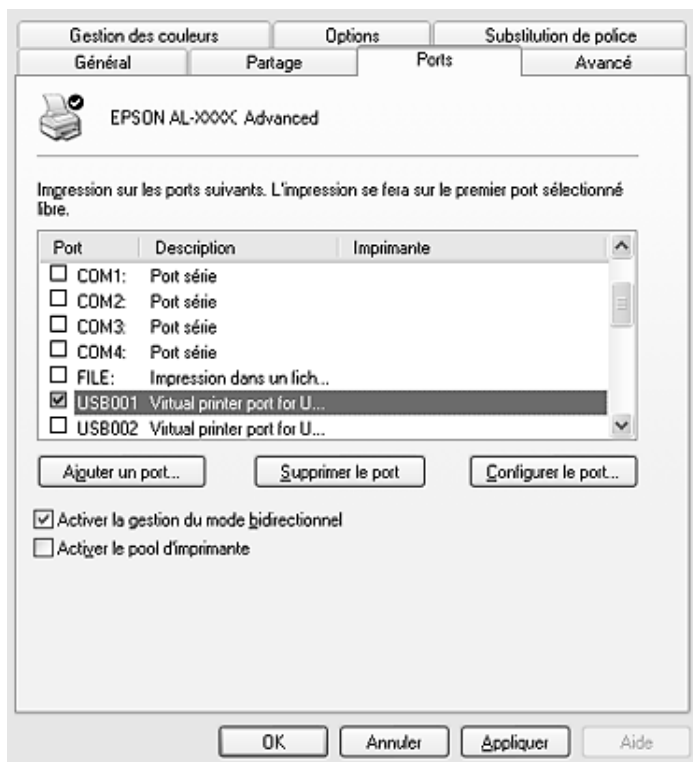 Gestion des couleurs Options Substitution de police
Général Partage Ports Avancé
EPSON AL-XXXX Advanced
Impression sur les ports suivants. L'impression se fera sur le premier port sélectionné
libre.
Port Description Imprimante
COM1: Port série
COM2: Port série
COM3: Port série
COM4: Port série
FILE: Impression dans un fich...
USB001 Virtual printer port for U...
USB002 Virtual printer port for U...
Ajouter un port... Supprimer le port Configurer le port...
Activer la gestion du mode bidirectionnel
Activer le pool d'imprimante
OK Annuler Appliquer Aide